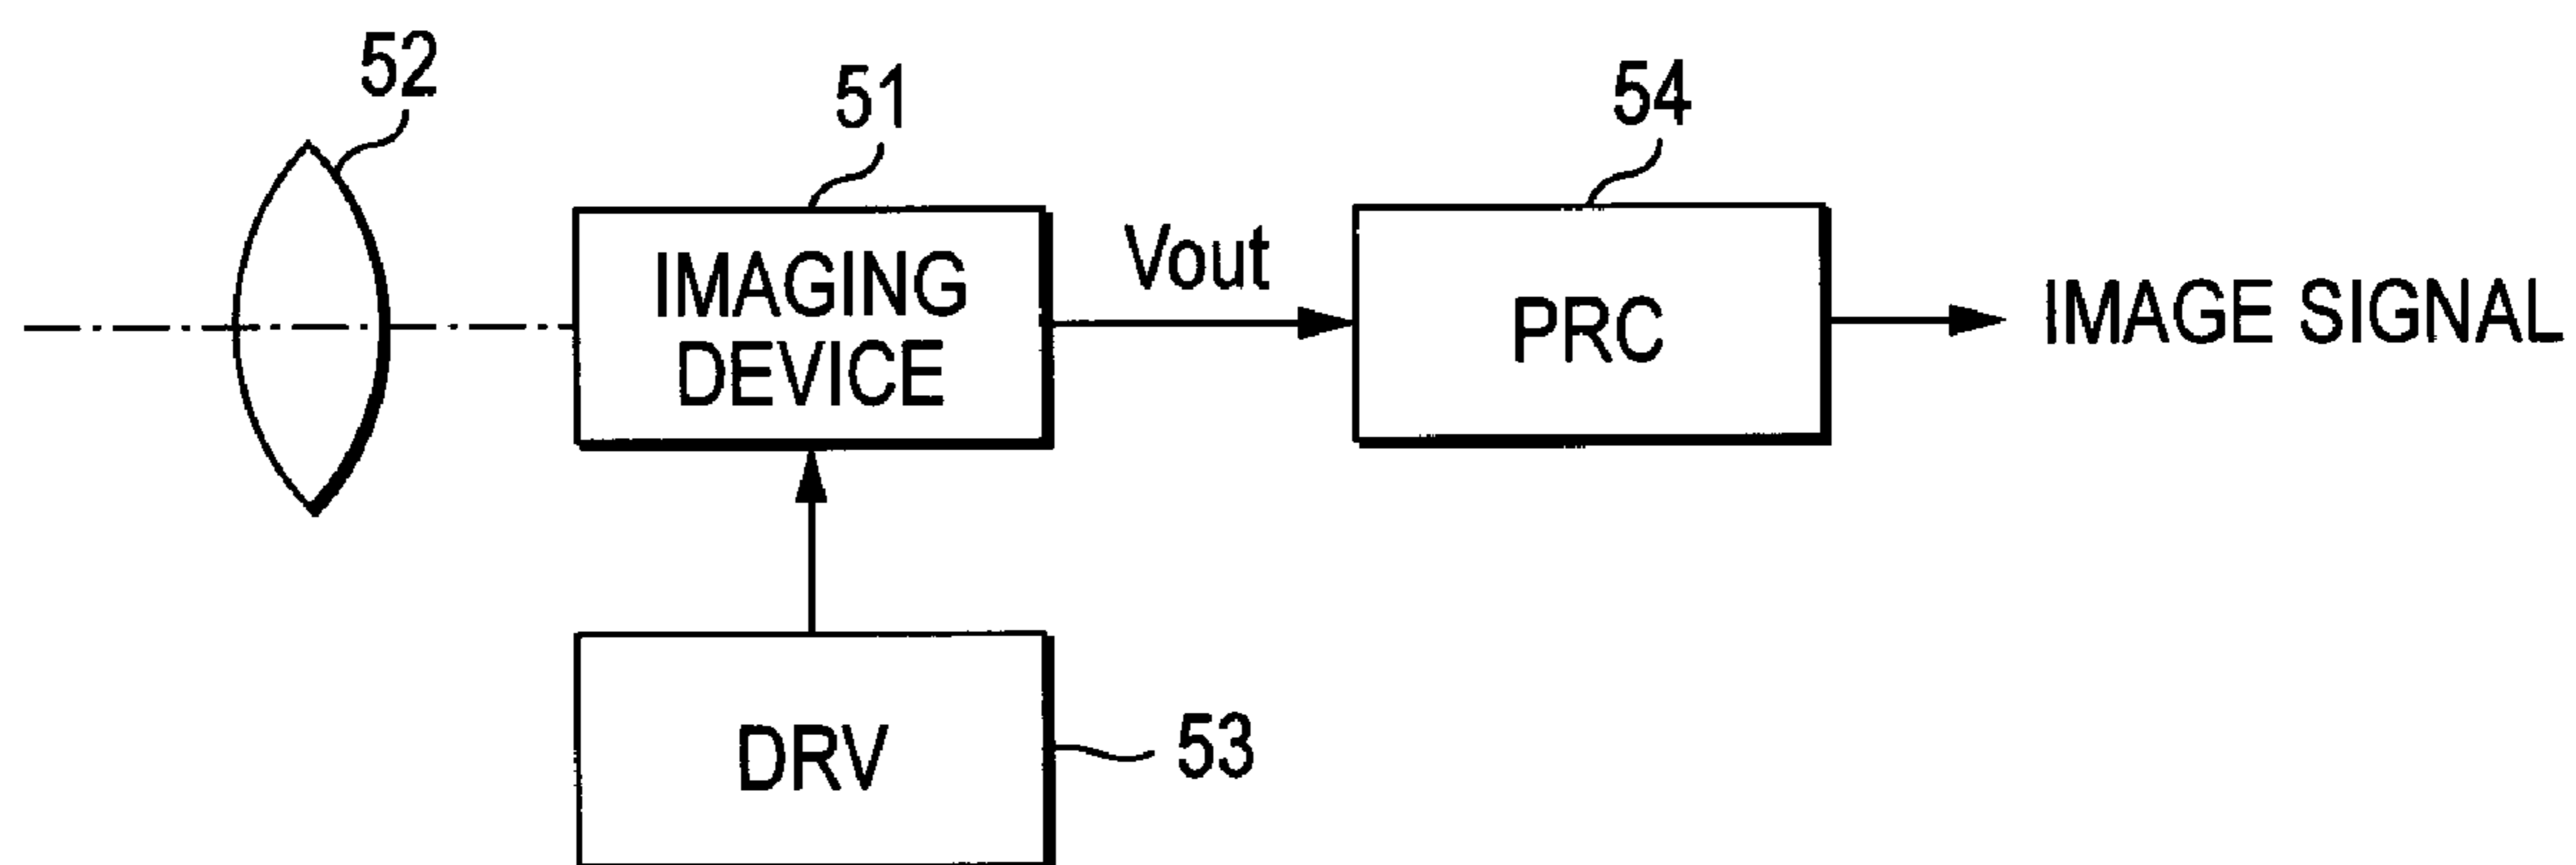 52
51
54
IMAGING
DEVICE
Vout
PRC
IMAGE SIGNAL
DRV
53